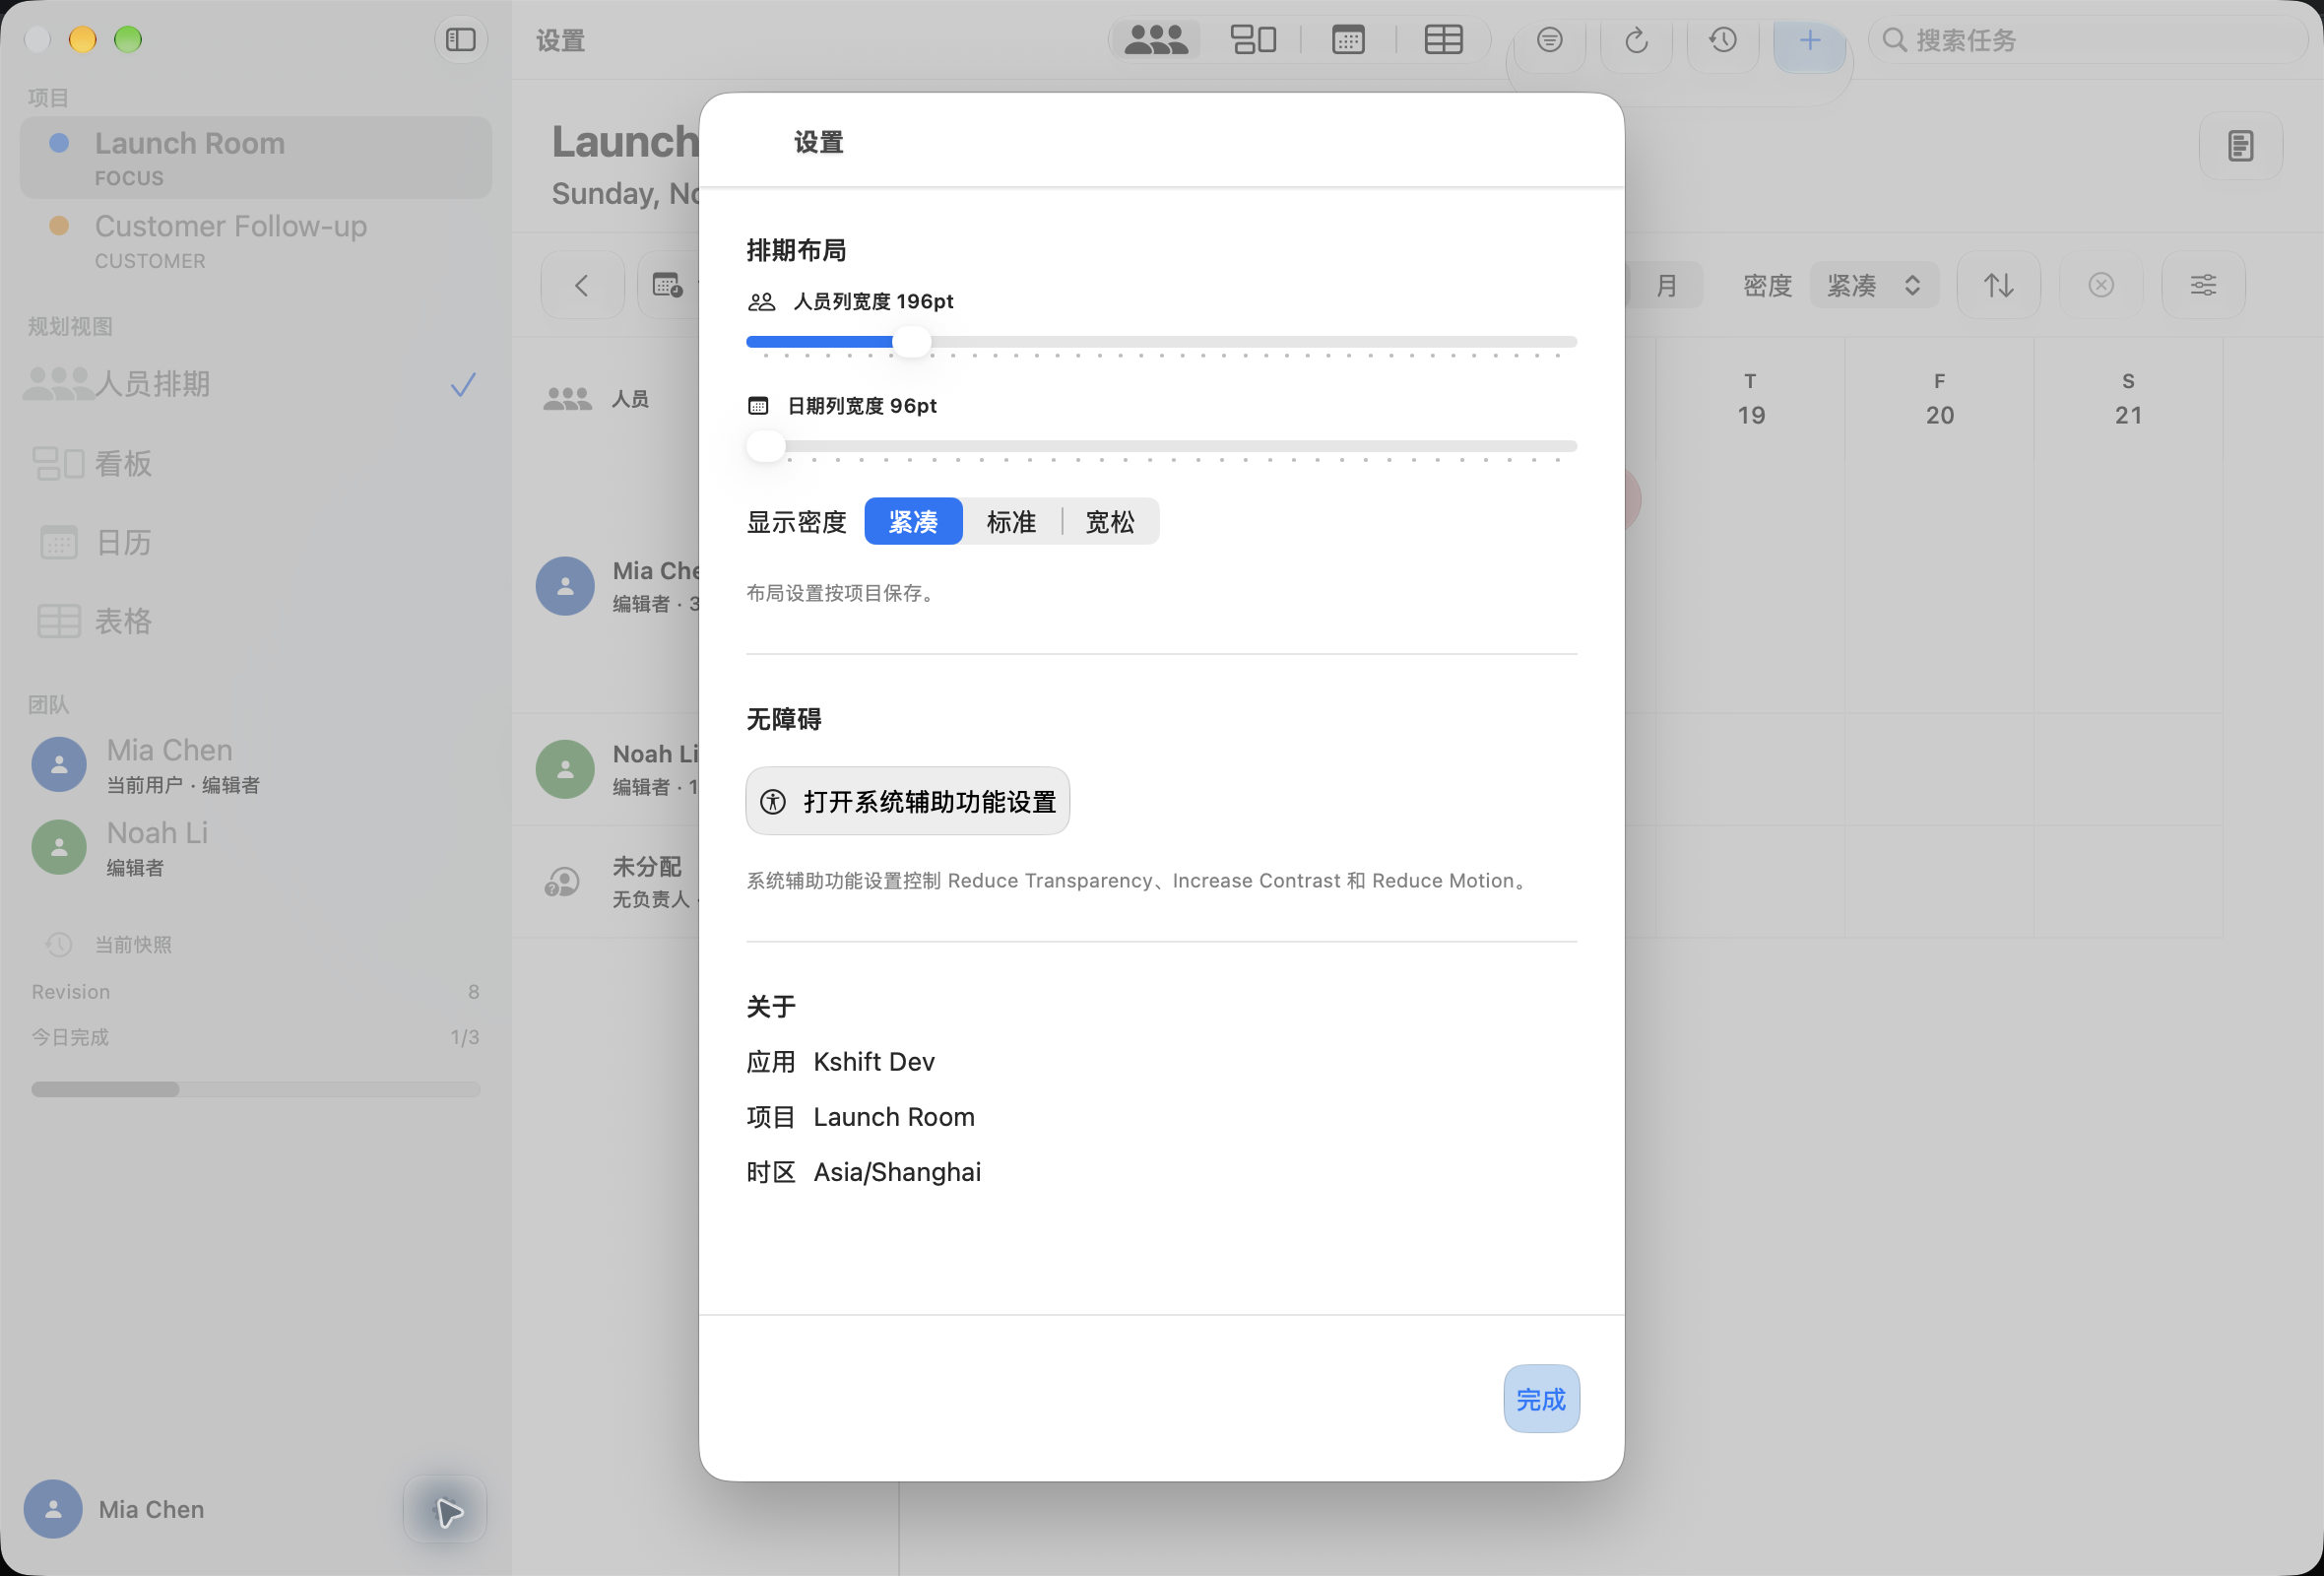 设置
搜索任务
项目
Launch Room
FOCUS
Customer Follow-up
CUSTOMER
规划视图
人员排期
看板
日历
表格
团队
Mia Chen
当前用户 · 编辑者
Noah Li
编辑者
当前快照
Revision 8
今日完成 1/3
Mia Chen
Launch
Sunday, No
月 密度 紧凑
人员
T F S
19 20 21
Mia Che
编辑者 · 3
Noah Li
编辑者 · 1
未分配
无负责人 ·
设置
排期布局
人员列宽度 196pt
日期列宽度 96pt
显示密度 紧凑 标准 宽松
布局设置按项目保存。
无障碍
打开系统辅助功能设置
系统辅助功能设置控制 Reduce Transparency、Increase Contrast 和 Reduce Motion。
关于
应用 Kshift Dev
项目 Launch Room
时区 Asia/Shanghai
完成